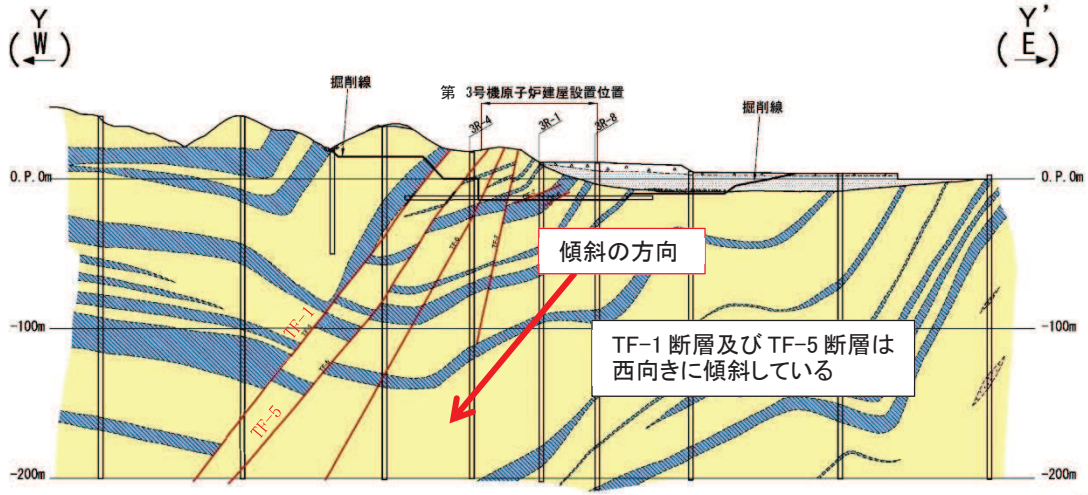 Y
(W)
Y'
(E)
掘削線
第 3号機原子炉建屋設置位置
掘削線
3R-4
3R-1
3R-8
O.P.0m
O.P.0m
傾斜の方向
TF-1
-100m
-100m
TF-1 断層及び TF-5 断層は
西向きに傾斜している
TF-5
-200m
-200m